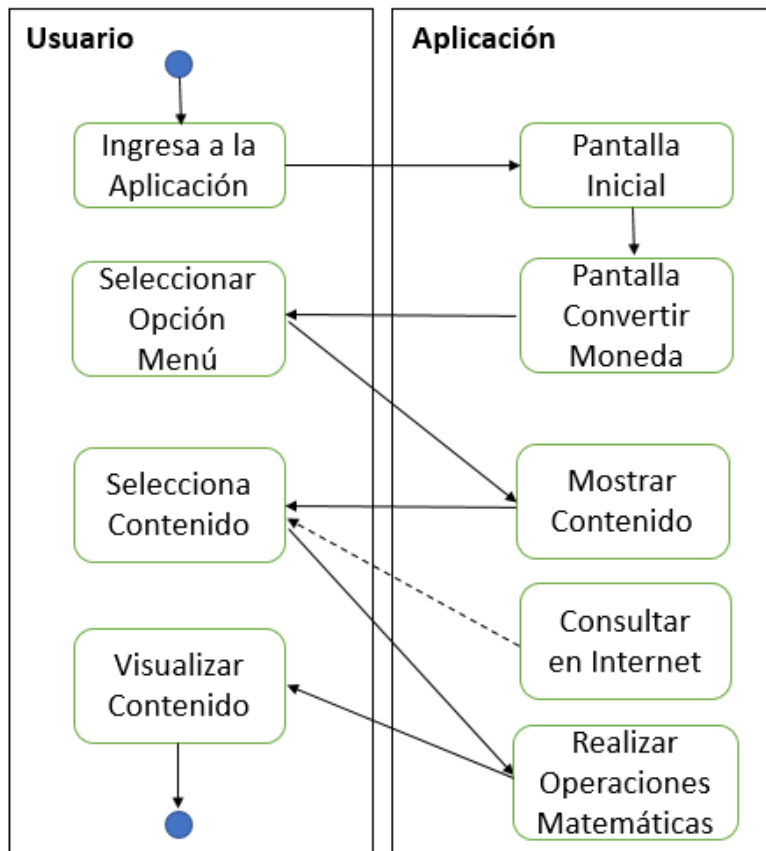 Usuario
Aplicación
Ingresa a la
Aplicación
Pantalla
Inicial
Seleccionar
Opción
Menú
Pantalla
Convertir
Moneda
Selecciona
Contenido
Mostrar
Contenido
Consultar
en Internet
Visualizar
Contenido
Realizar
Operaciones
Matemáticas